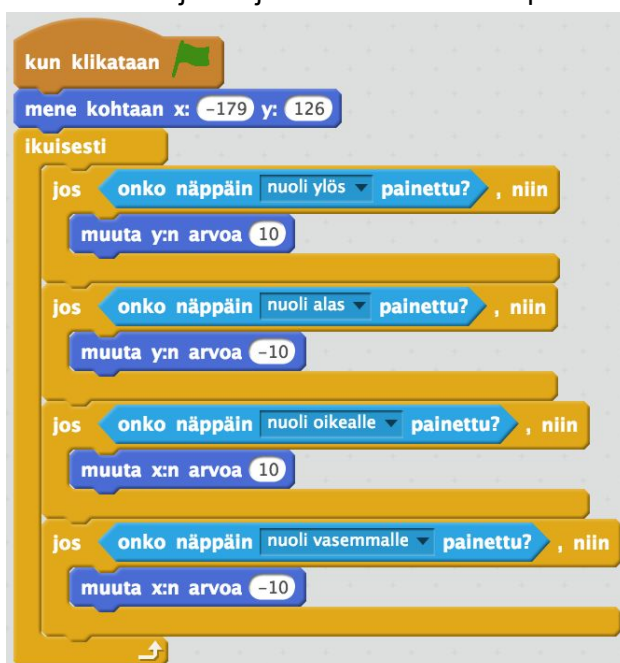 kun klikataan
mene kohtaan x: -179 y: 126
ikuisesti
jos onko näppäin nuoli ylös painettu? , niin
muuta y:n arvoa 10
jos onko näppäin nuoli alas painettu? , niin
muuta y:n arvoa -10
jos onko näppäin nuoli oikealle painettu? , niin
muuta x:n arvoa 10
jos onko näppäin nuoli vasemmalle painettu? , niin
muuta x:n arvoa -10